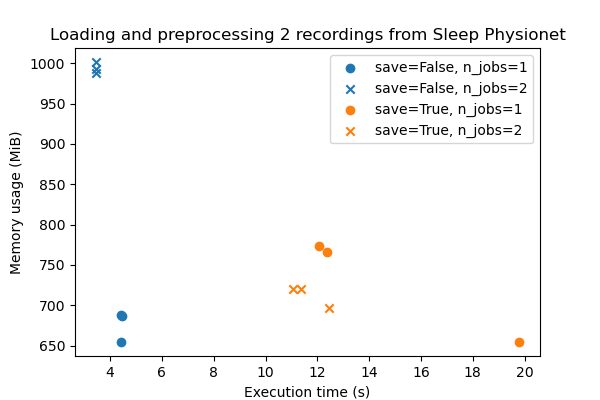 Loading and preprocessing 2 recordings from Sleep Physionet
save=False, n_jobs=1
save=False, n_jobs=2
save=True, n_jobs=1
save=True, n_jobs=2
Memory usage (MiB)
1000
950
900
850
800
750
700
650
4 6 8 10 12 14 16 18 20
Execution time (s)